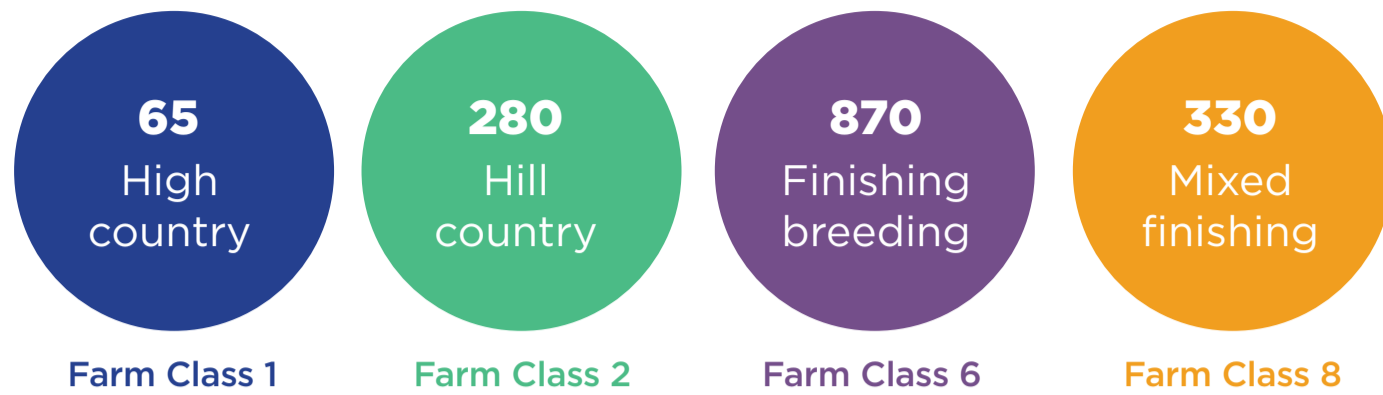 65
High
country
Farm Class 1
280
Hill
country
Farm Class 2
870
Finishing
breeding
Farm Class 6
330
Mixed
finishing
Farm Class 8